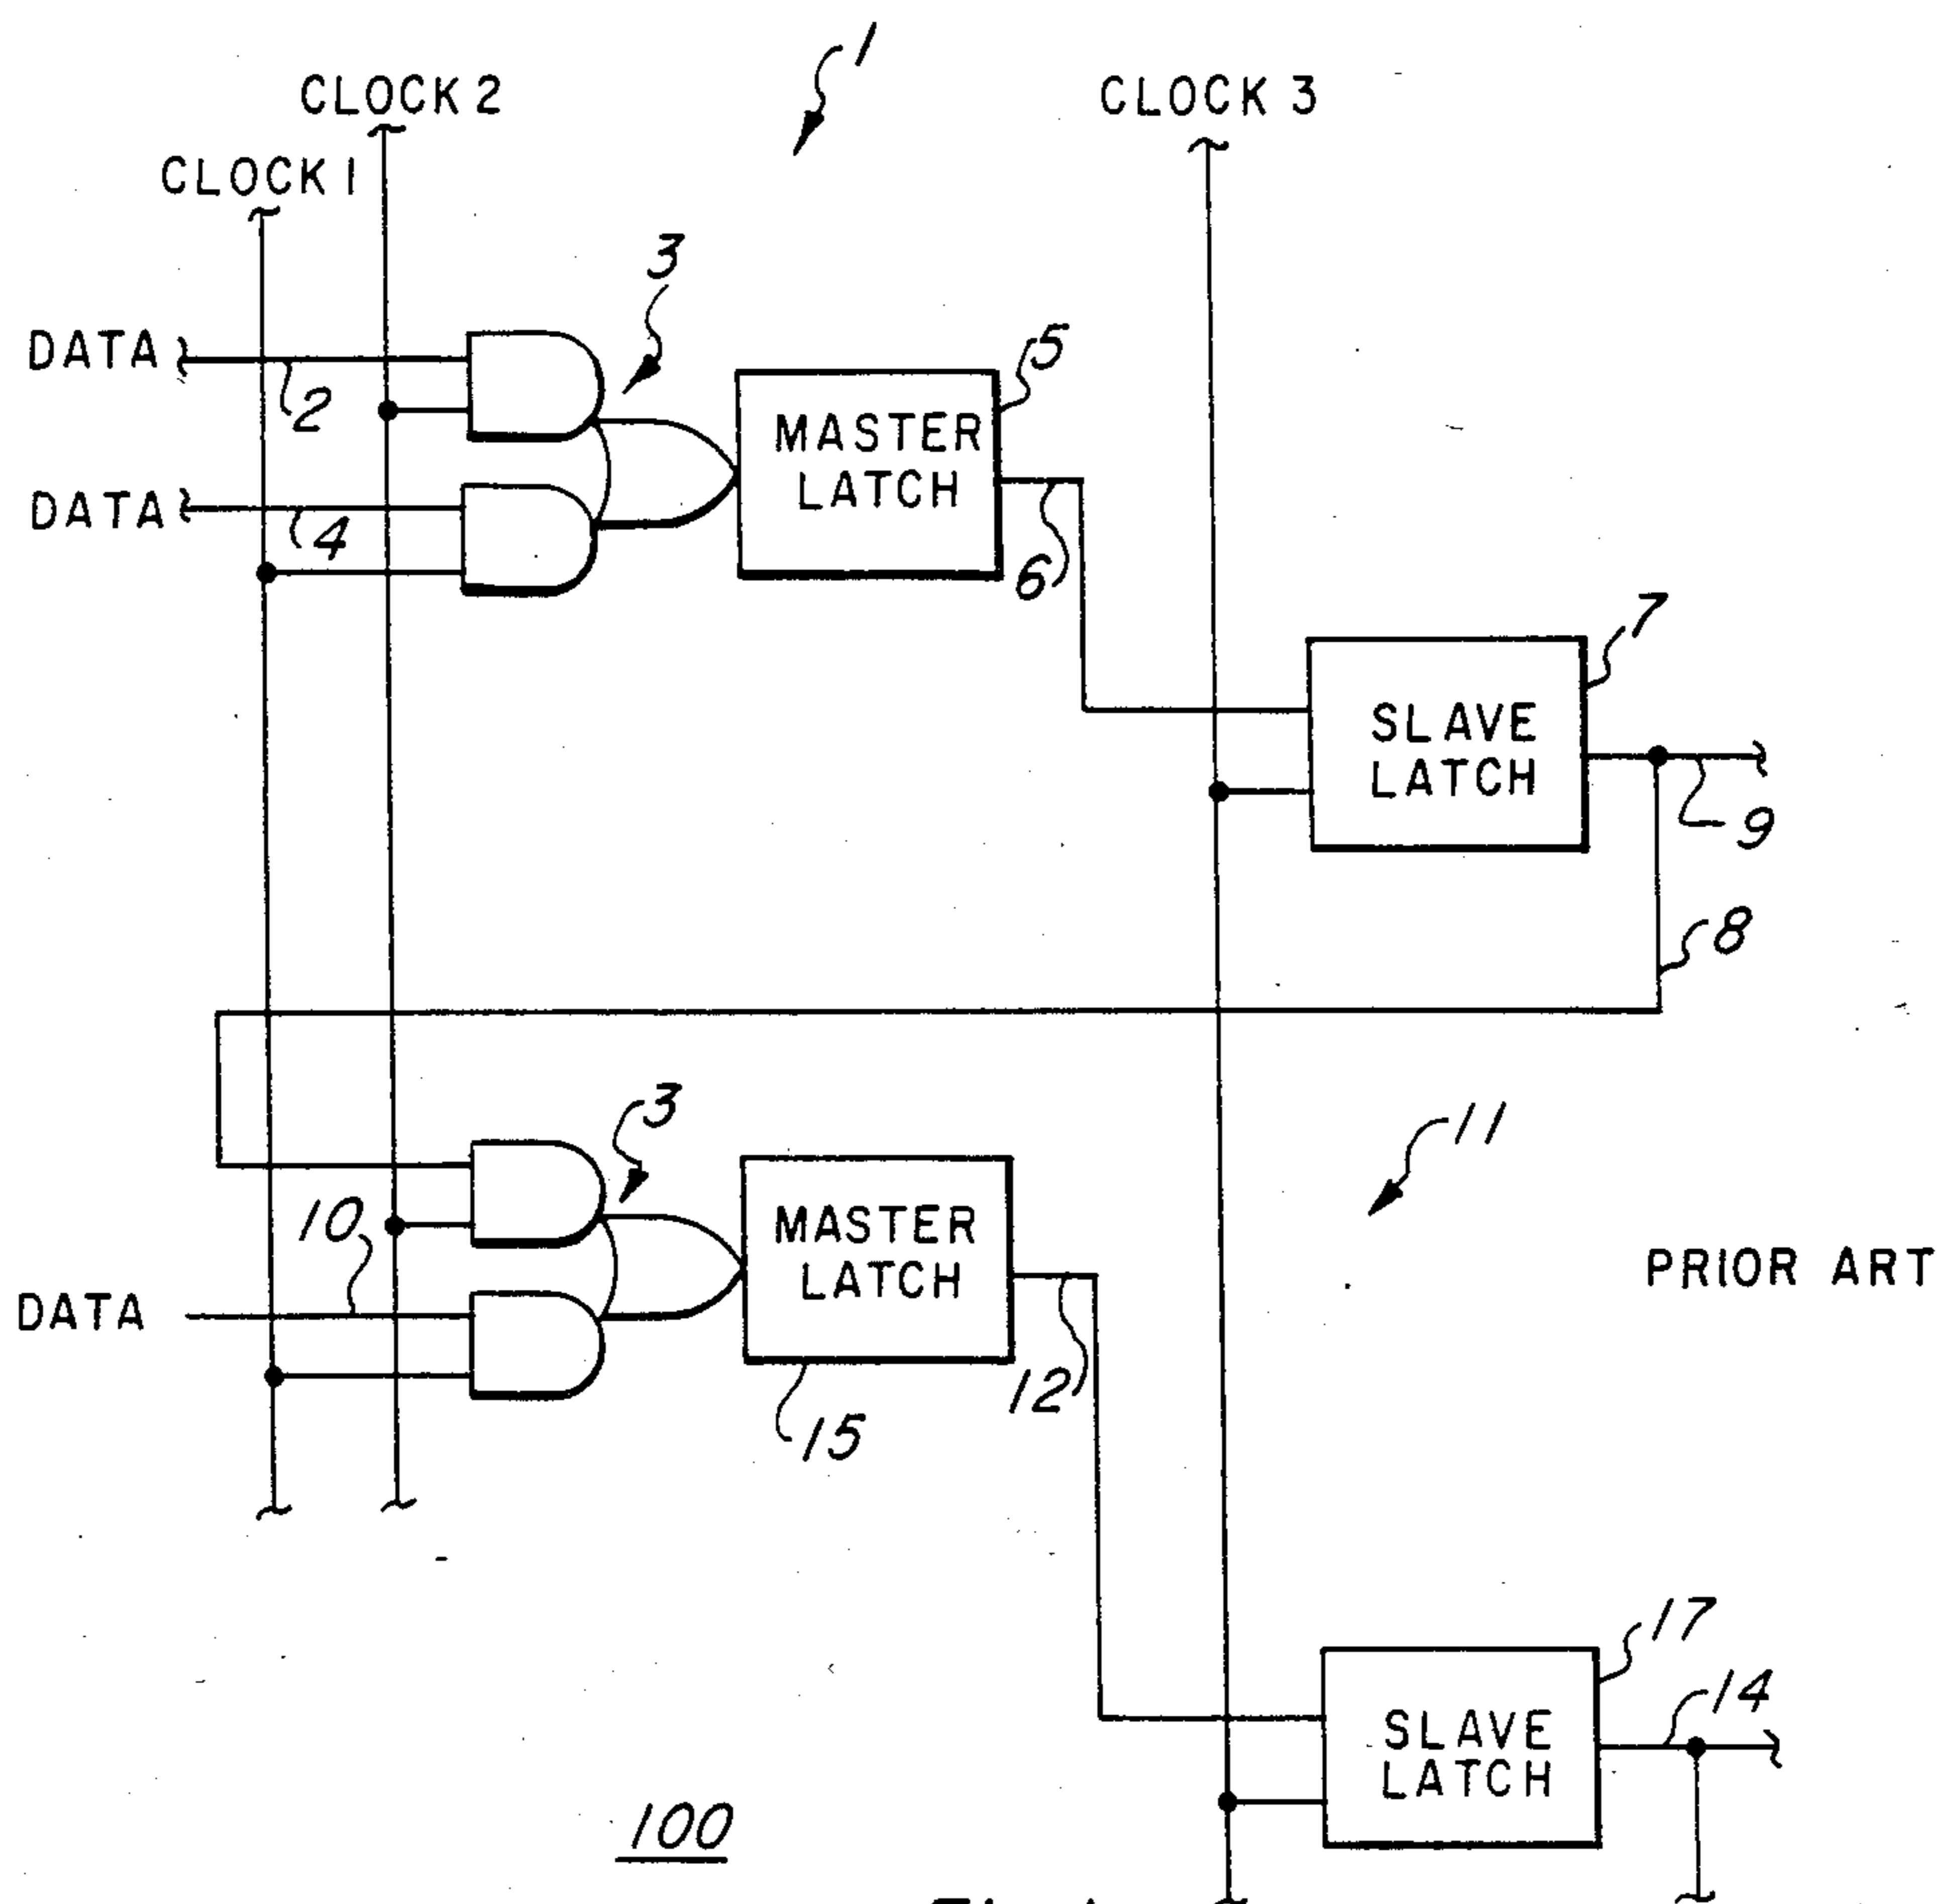 1
CLOCK 2
CLOCK 3
CLOCK 1
3
DATA
2
5
MASTER
LATCH
DATA
4
6
7
SLAVE
LATCH
9
8
3
11
10
MASTER
LATCH
PRIOR ART
DATA
12
15
17
14
SLAVE
LATCH
100